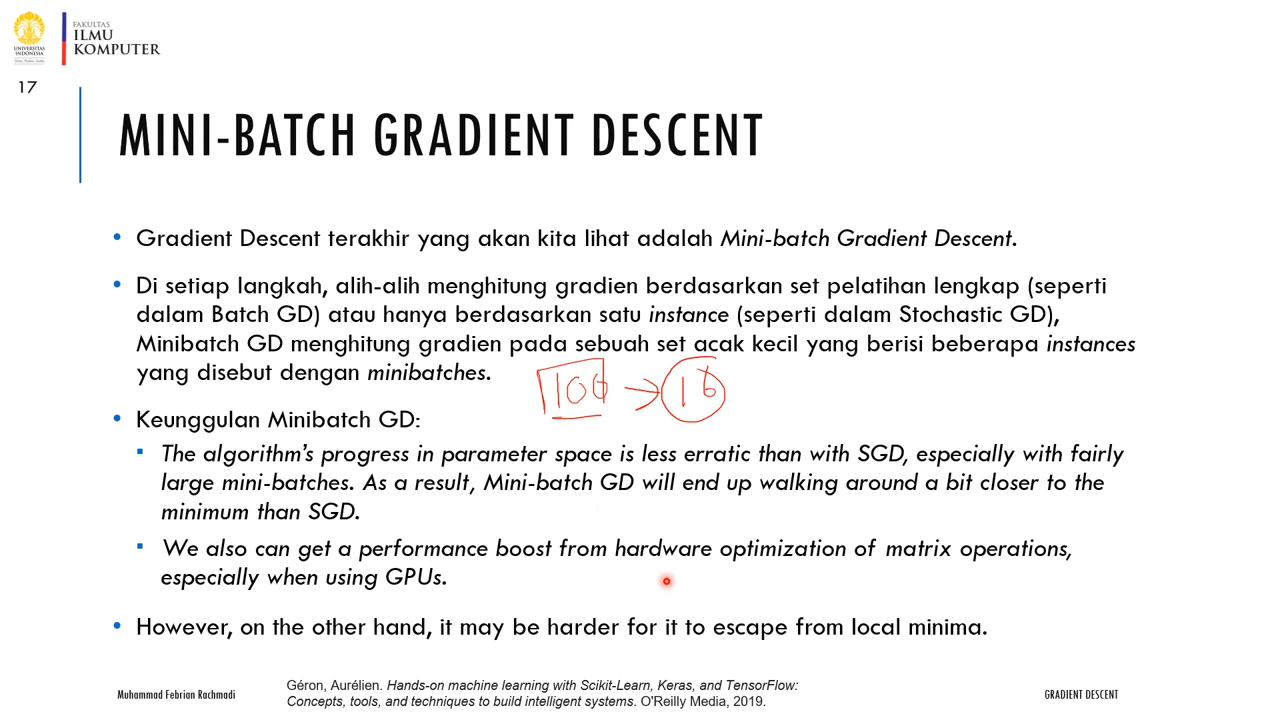 UNIVERSITAS
INDONESIA
FAKULTAS
ILMU
KOMPUTER
17
MINI-BATCH GRADIENT DESCENT
• Gradient Descent terakhir yang akan kita lihat adalah Mini-batch Gradient Descent.
• Di setiap langkah, alih-alih menghitung gradien berdasarkan set pelatihan lengkap (seperti
dalam Batch GD) atau hanya berdasarkan satu instance (seperti dalam Stochastic GD),
Minibatch GD menghitung gradien pada sebuah set acak kecil yang berisi beberapa instances
yang disebut dengan minibatches.
100 → 16
• Keunggulan Minibatch GD:
▪ The algorithm's progress in parameter space is less erratic than with SGD, especially with fairly
large mini-batches. As a result, Mini-batch GD will end up walking around a bit closer to the
minimum than SGD.
▪ We also can get a performance boost from hardware optimization of matrix operations,
especially when using GPUs.
• However, on the other hand, it may be harder for it to escape from local minima.
Muhammad Febrian Rachmadi
Géron, Aurélien. Hands-on machine learning with Scikit-Learn, Keras, and TensorFlow:
Concepts, tools, and techniques to build intelligent systems. O'Reilly Media, 2019.
GRADIENT DESCENT